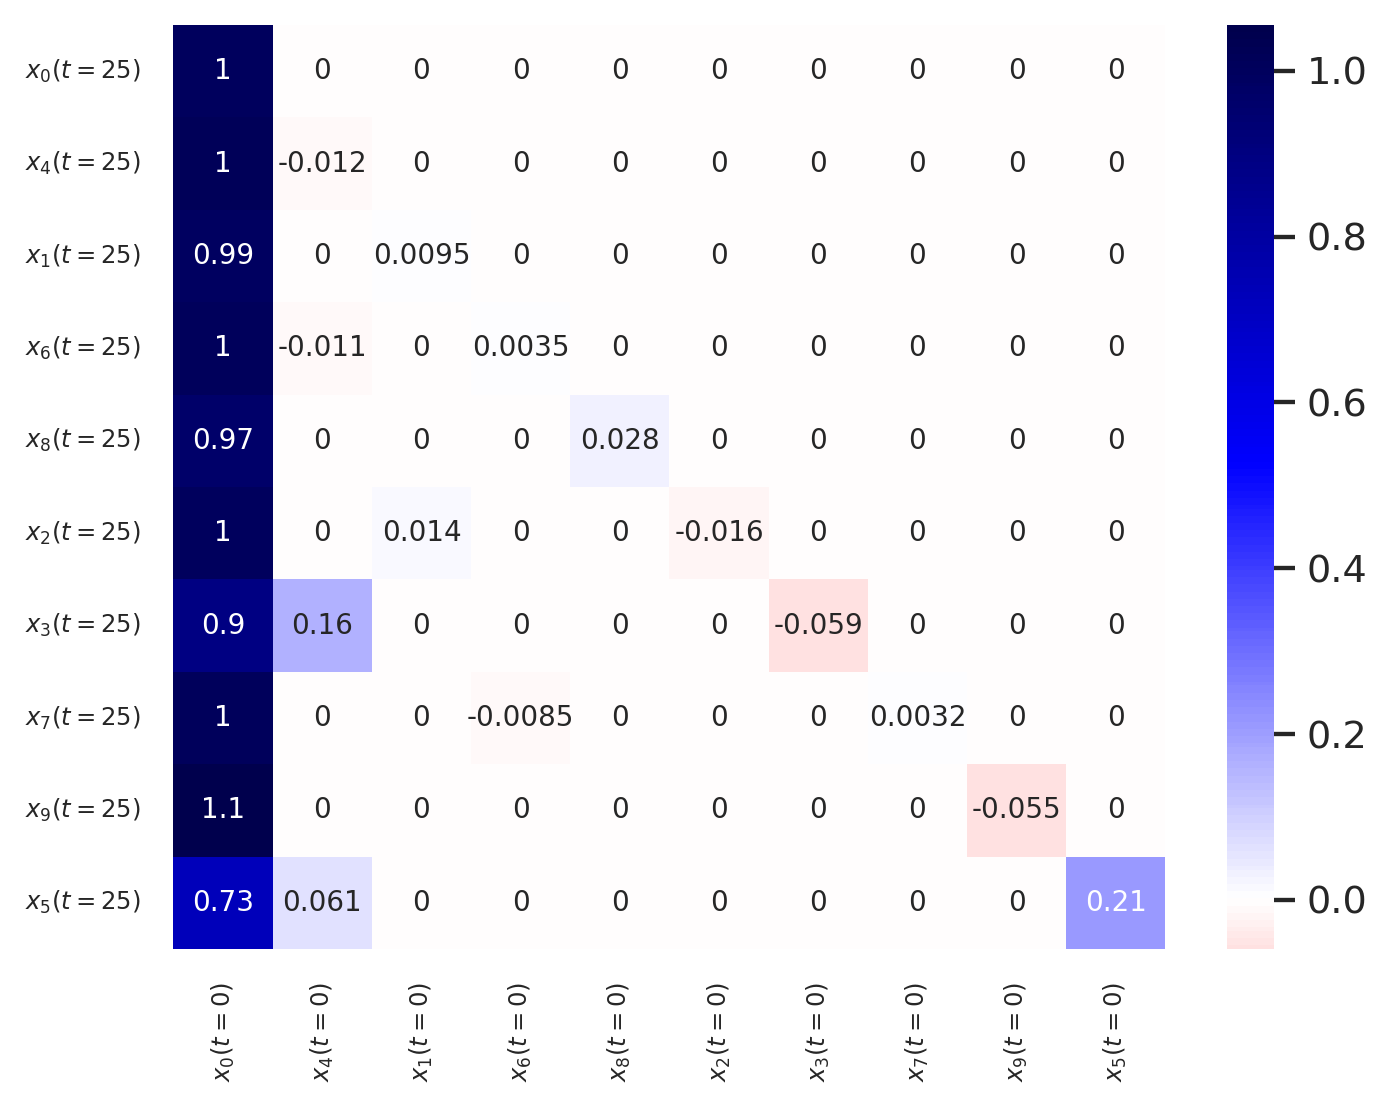 x₀(t = 25) 1 0 0 0 0 0 0 0 0 0
x₄(t = 25) 1 -0.012 0 0 0 0 0 0 0 0
x₁(t = 25) 0.99 0 0.0095 0 0 0 0 0 0 0
x₆(t = 25) 1 -0.011 0 0.0035 0 0 0 0 0 0
x₈(t = 25) 0.97 0 0 0 0.028 0 0 0 0 0
x₂(t = 25) 1 0 0.014 0 0 -0.016 0 0 0 0
x₃(t = 25) 0.9 0.16 0 0 0 0 -0.059 0 0 0
x₇(t = 25) 1 0 0 -0.0085 0 0 0 0.0032 0 0
x₉(t = 25) 1.1 0 0 0 0 0 0 0 -0.055 0
x₅(t = 25) 0.73 0.061 0 0 0 0 0 0 0 0.21
x₀(t = 0)
x₄(t = 0)
x₁(t = 0)
x₆(t = 0)
x₈(t = 0)
x₂(t = 0)
x₃(t = 0)
x₇(t = 0)
x₉(t = 0)
x₅(t = 0)
1.0
0.8
0.6
0.4
0.2
0.0